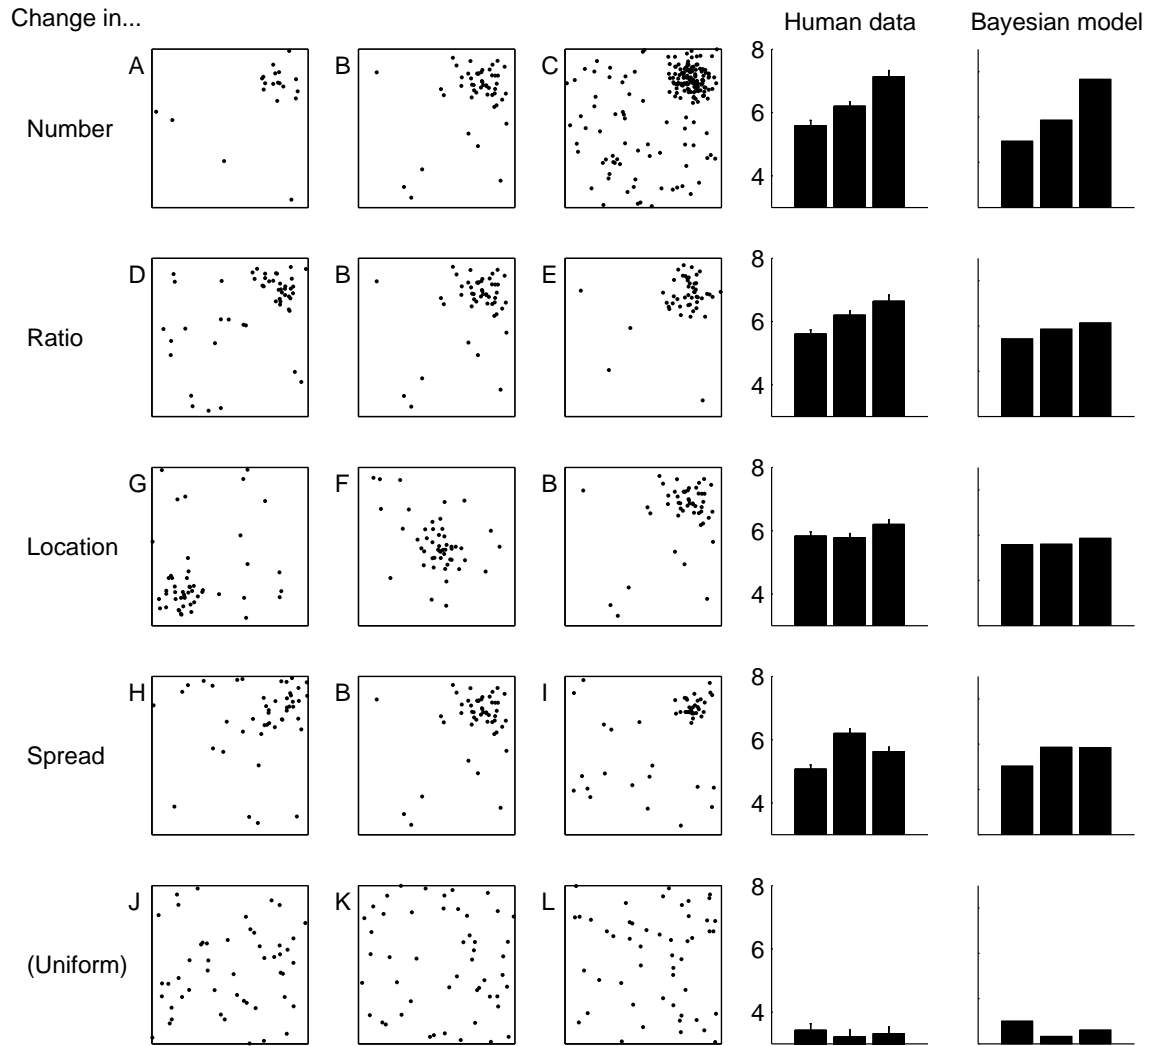 Change in...
Human data
Bayesian model
Number
A
B
C
8
6
4
Ratio
D
B
E
8
6
4
Location
G
F
B
8
6
4
Spread
H
B
I
8
6
4
(Uniform)
J
K
L
8
6
4